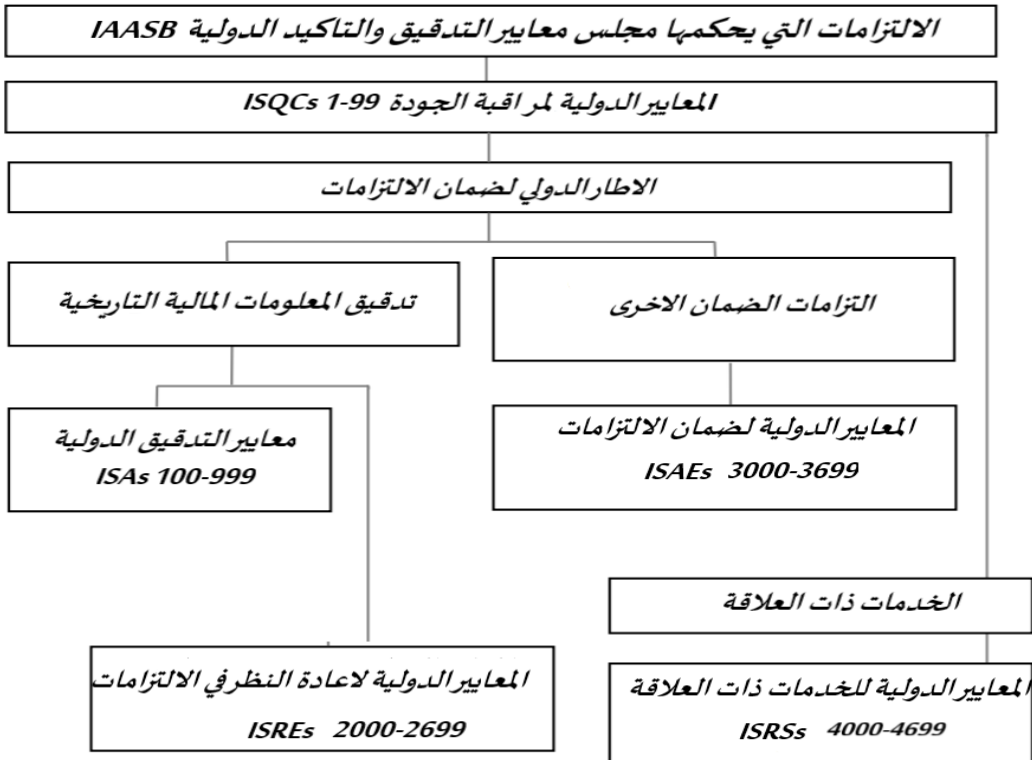 الالتزامات التي يحكمها مجلس معايير التدقيق والتاكيد الدولية IAASB
المعايير الدولية لمراقبة الجودة ISQCs 1-99
الاطار الدولي لضمان الالتزامات
تدقيق المعلومات المالية التاريخية
التزامات الضمان الاخرى
معايير التدقيق الدولية
ISAs 100-999
المعايير الدولية لضمان الالتزامات
ISAEs 3000-3699
الخدمات ذات العلاقة
المعايير الدولية لاعادة النظر في الالتزامات
ISREs 2000-2699
المعايير الدولية للخدمات ذات العلاقة
ISRSs 4000-4699